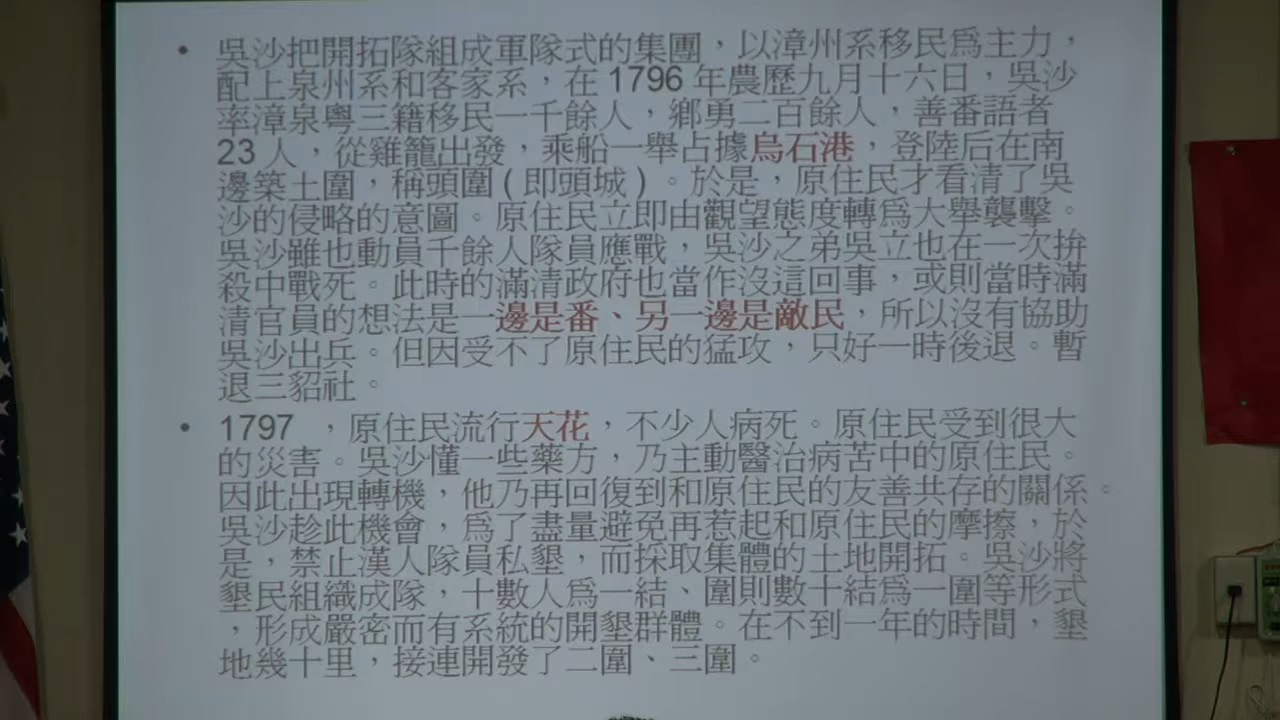 • 吳沙把開拓隊組成軍隊式的集團，以漳州系移民爲主力，
配上泉州系和客家系，在 1796 年農歷九月十六日，吳沙
率漳泉粵三籍移民一千餘人，鄉勇二百餘人，善番語者
23 人，從雞籠出發，乘船一舉占據烏石港，登陸后在南
邊築土圍，稱頭圍 ( 即頭城 ) 。於是，原住民才看清了吳
沙的侵略的意圖。原住民立即由觀望態度轉爲大舉襲擊。
吳沙雖也動員千餘人隊員應戰，吳沙之弟吳立也在一次拚
殺中戰死。此時的滿清政府也當作沒這回事，或則當時滿
清官員的想法是一邊是番、另一邊是敵民，所以沒有協助
吳沙出兵。但因受不了原住民的猛攻，只好一時後退。暫
退三貂社。
• 1797 ，原住民流行天花，不少人病死。原住民受到很大
的災害。吳沙懂一些藥方，乃主動醫治病苦中的原住民。
因此出現轉機，他乃再回復到和原住民的友善共存的關係。
吳沙趁此機會，爲了盡量避免再惹起和原住民的摩擦，於
是，禁止漢人隊員私墾，而採取集體的土地開拓。吳沙將
墾民組織成隊，十數人爲一結、圍則數十結爲一圍等形式
，形成嚴密而有系統的開墾群體。在不到一年的時間，墾
地幾十里，接連開發了二圍、三圍。